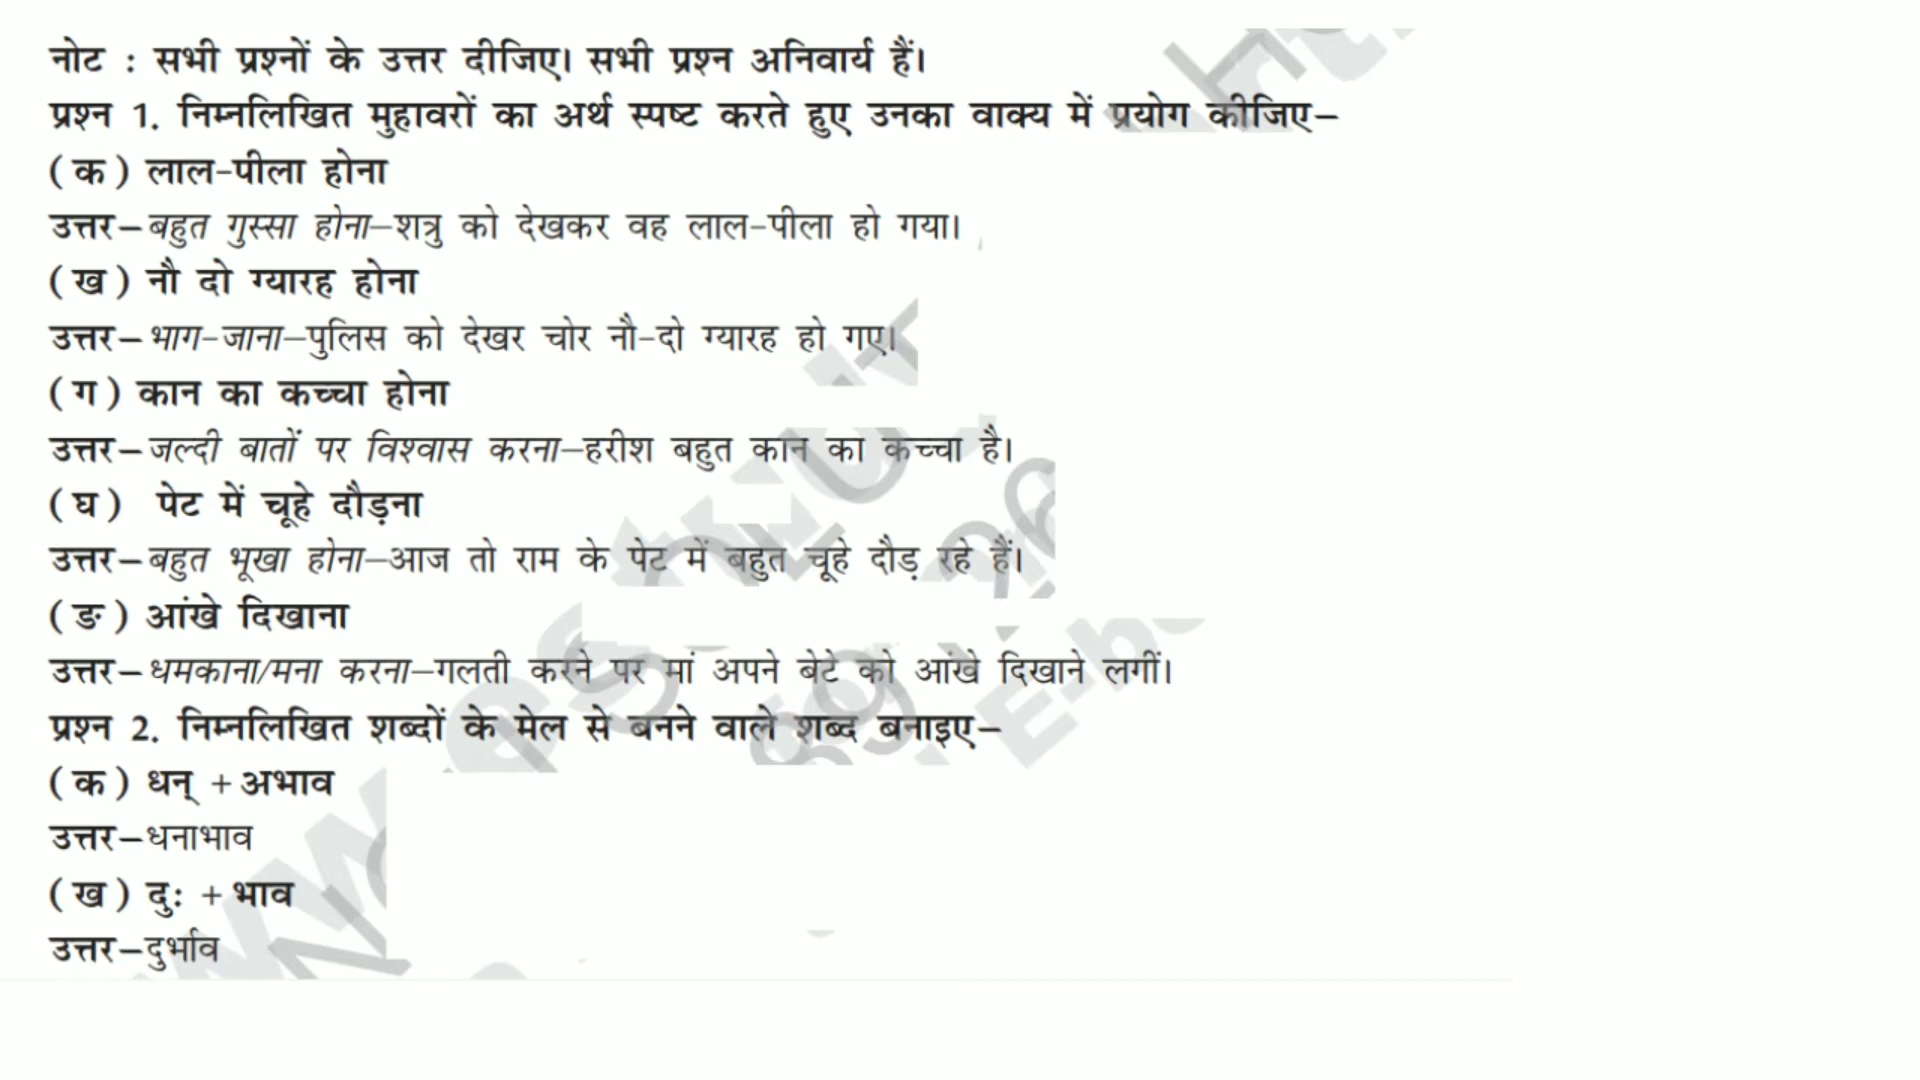 नोट : सभी प्रश्नों के उत्तर दीजिए। सभी प्रश्न अनिवार्य हैं।
प्रश्न 1. निम्नलिखित मुहावरों का अर्थ स्पष्ट करते हुए उनका वाक्य में प्रयोग कीजिए–
(क) लाल-पीला होना
उत्तर–बहुत गुस्सा होना–शत्रु को देखकर वह लाल-पीला हो गया।
(ख) नौ दो ग्यारह होना
उत्तर–भाग-जाना–पुलिस को देखर चोर नौ-दो ग्यारह हो गए।
(ग) कान का कच्चा होना
उत्तर–जल्दी बातों पर विश्वास करना–हरीश बहुत कान का कच्चा है।
(घ) पेट में चूहे दौड़ना
उत्तर–बहुत भूखा होना–आज तो राम के पेट में बहुत चूहे दौड़ रहे हैं।
(ङ) आंखे दिखाना
उत्तर–धमकाना/मना करना–गलती करने पर मां अपने बेटे को आंखे दिखाने लगीं।
प्रश्न 2. निम्नलिखित शब्दों के मेल से बनने वाले शब्द बनाइए–
(क) धन् + अभाव
उत्तर–धनाभाव
(ख) दुः + भाव
उत्तर–दुर्भाव